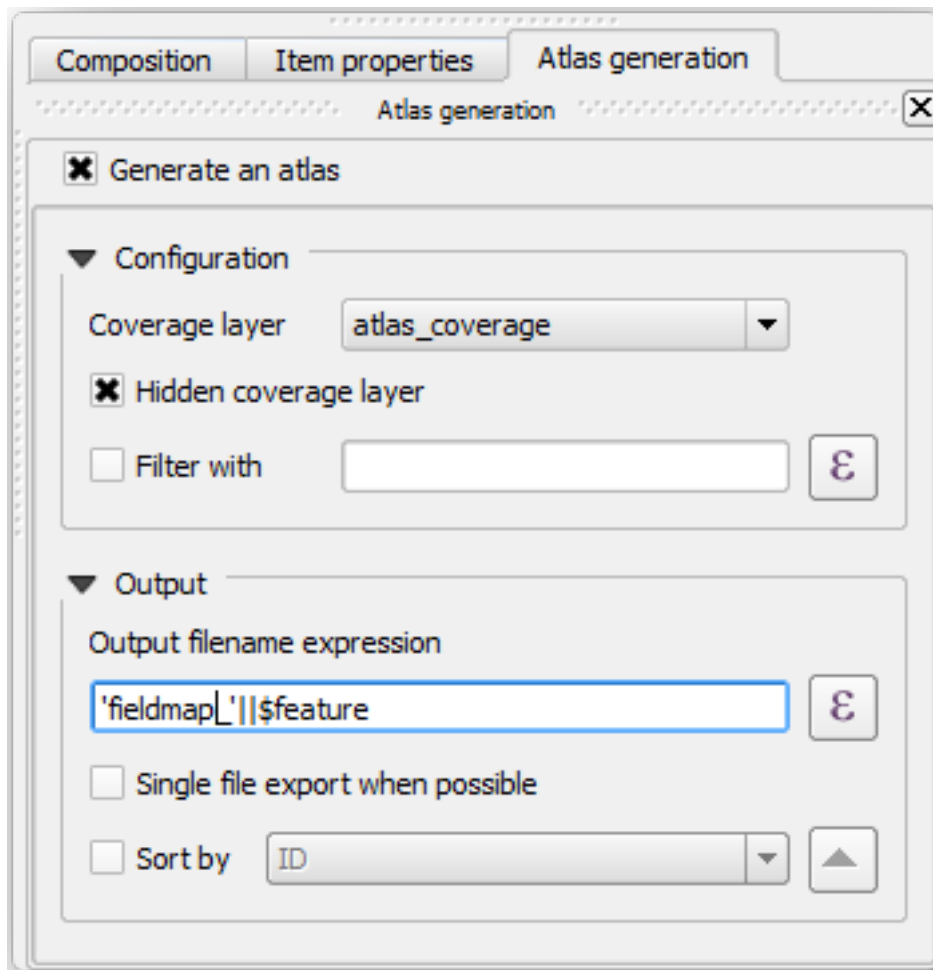 Composition Item properties Atlas generation
Atlas generation
Generate an atlas
Configuration
Coverage layer atlas_coverage
Hidden coverage layer
Filter with ε
Output
Output filename expression
'fieldmap_'||$feature ε
Single file export when possible
Sort by ID